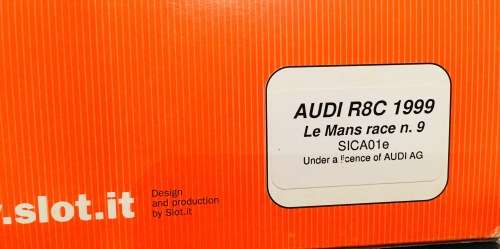 AUDI R8C 1999
Le Mans race n. 9
SICA01e
Under a licence of AUDI AG
.slot.it
Design
and production
by Slot.it